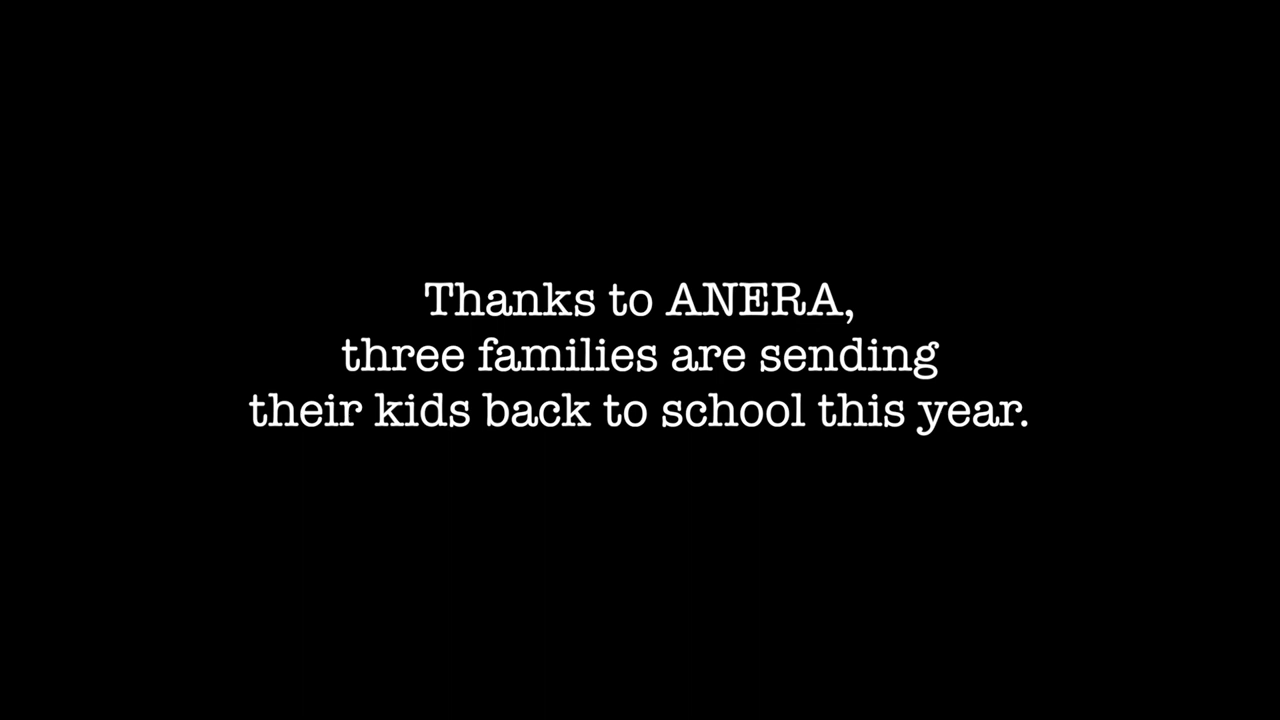 Thanks to ANERA,
three families are sending
their kids back to school this year.